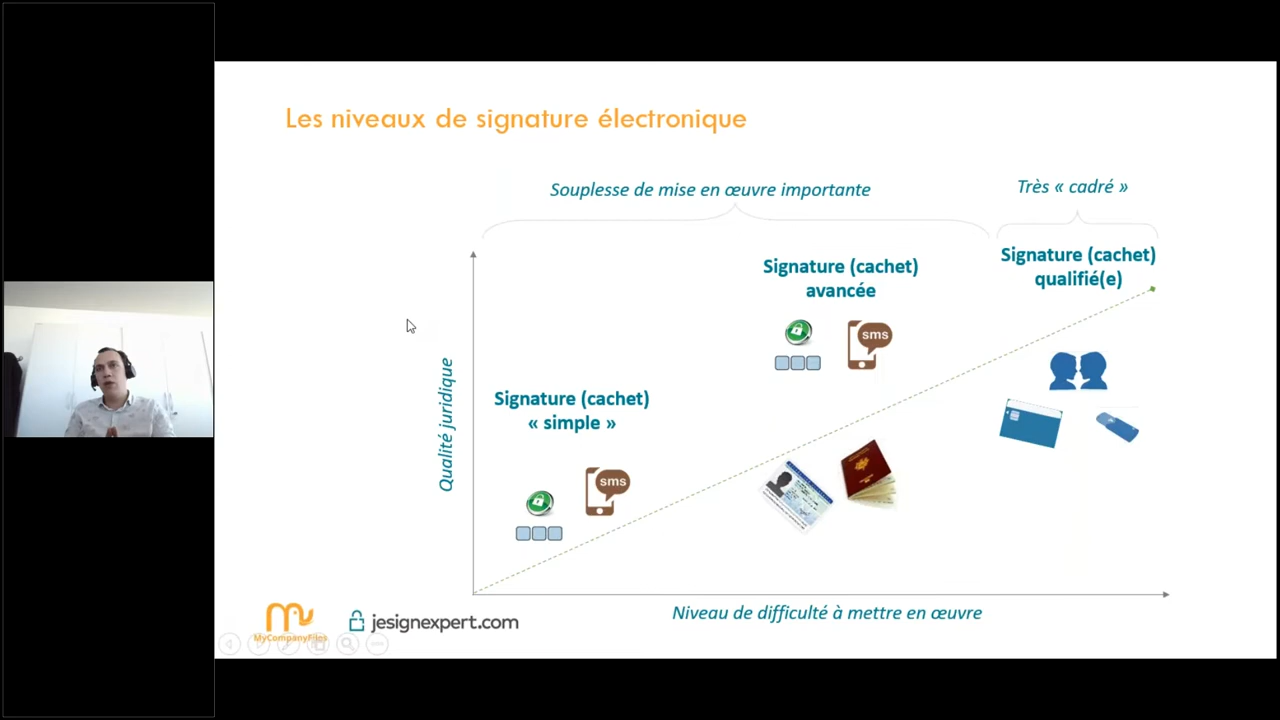 Les niveaux de signature électronique
Souplesse de mise en œuvre importante
Très « cadré »
Signature (cachet)
qualifié(e)
Signature (cachet)
avancée
sms
Signature (cachet)
« simple »
sms
Qualité juridique
Niveau de difficulté à mettre en œuvre
MyCompanyFiles
jesignexpert.com